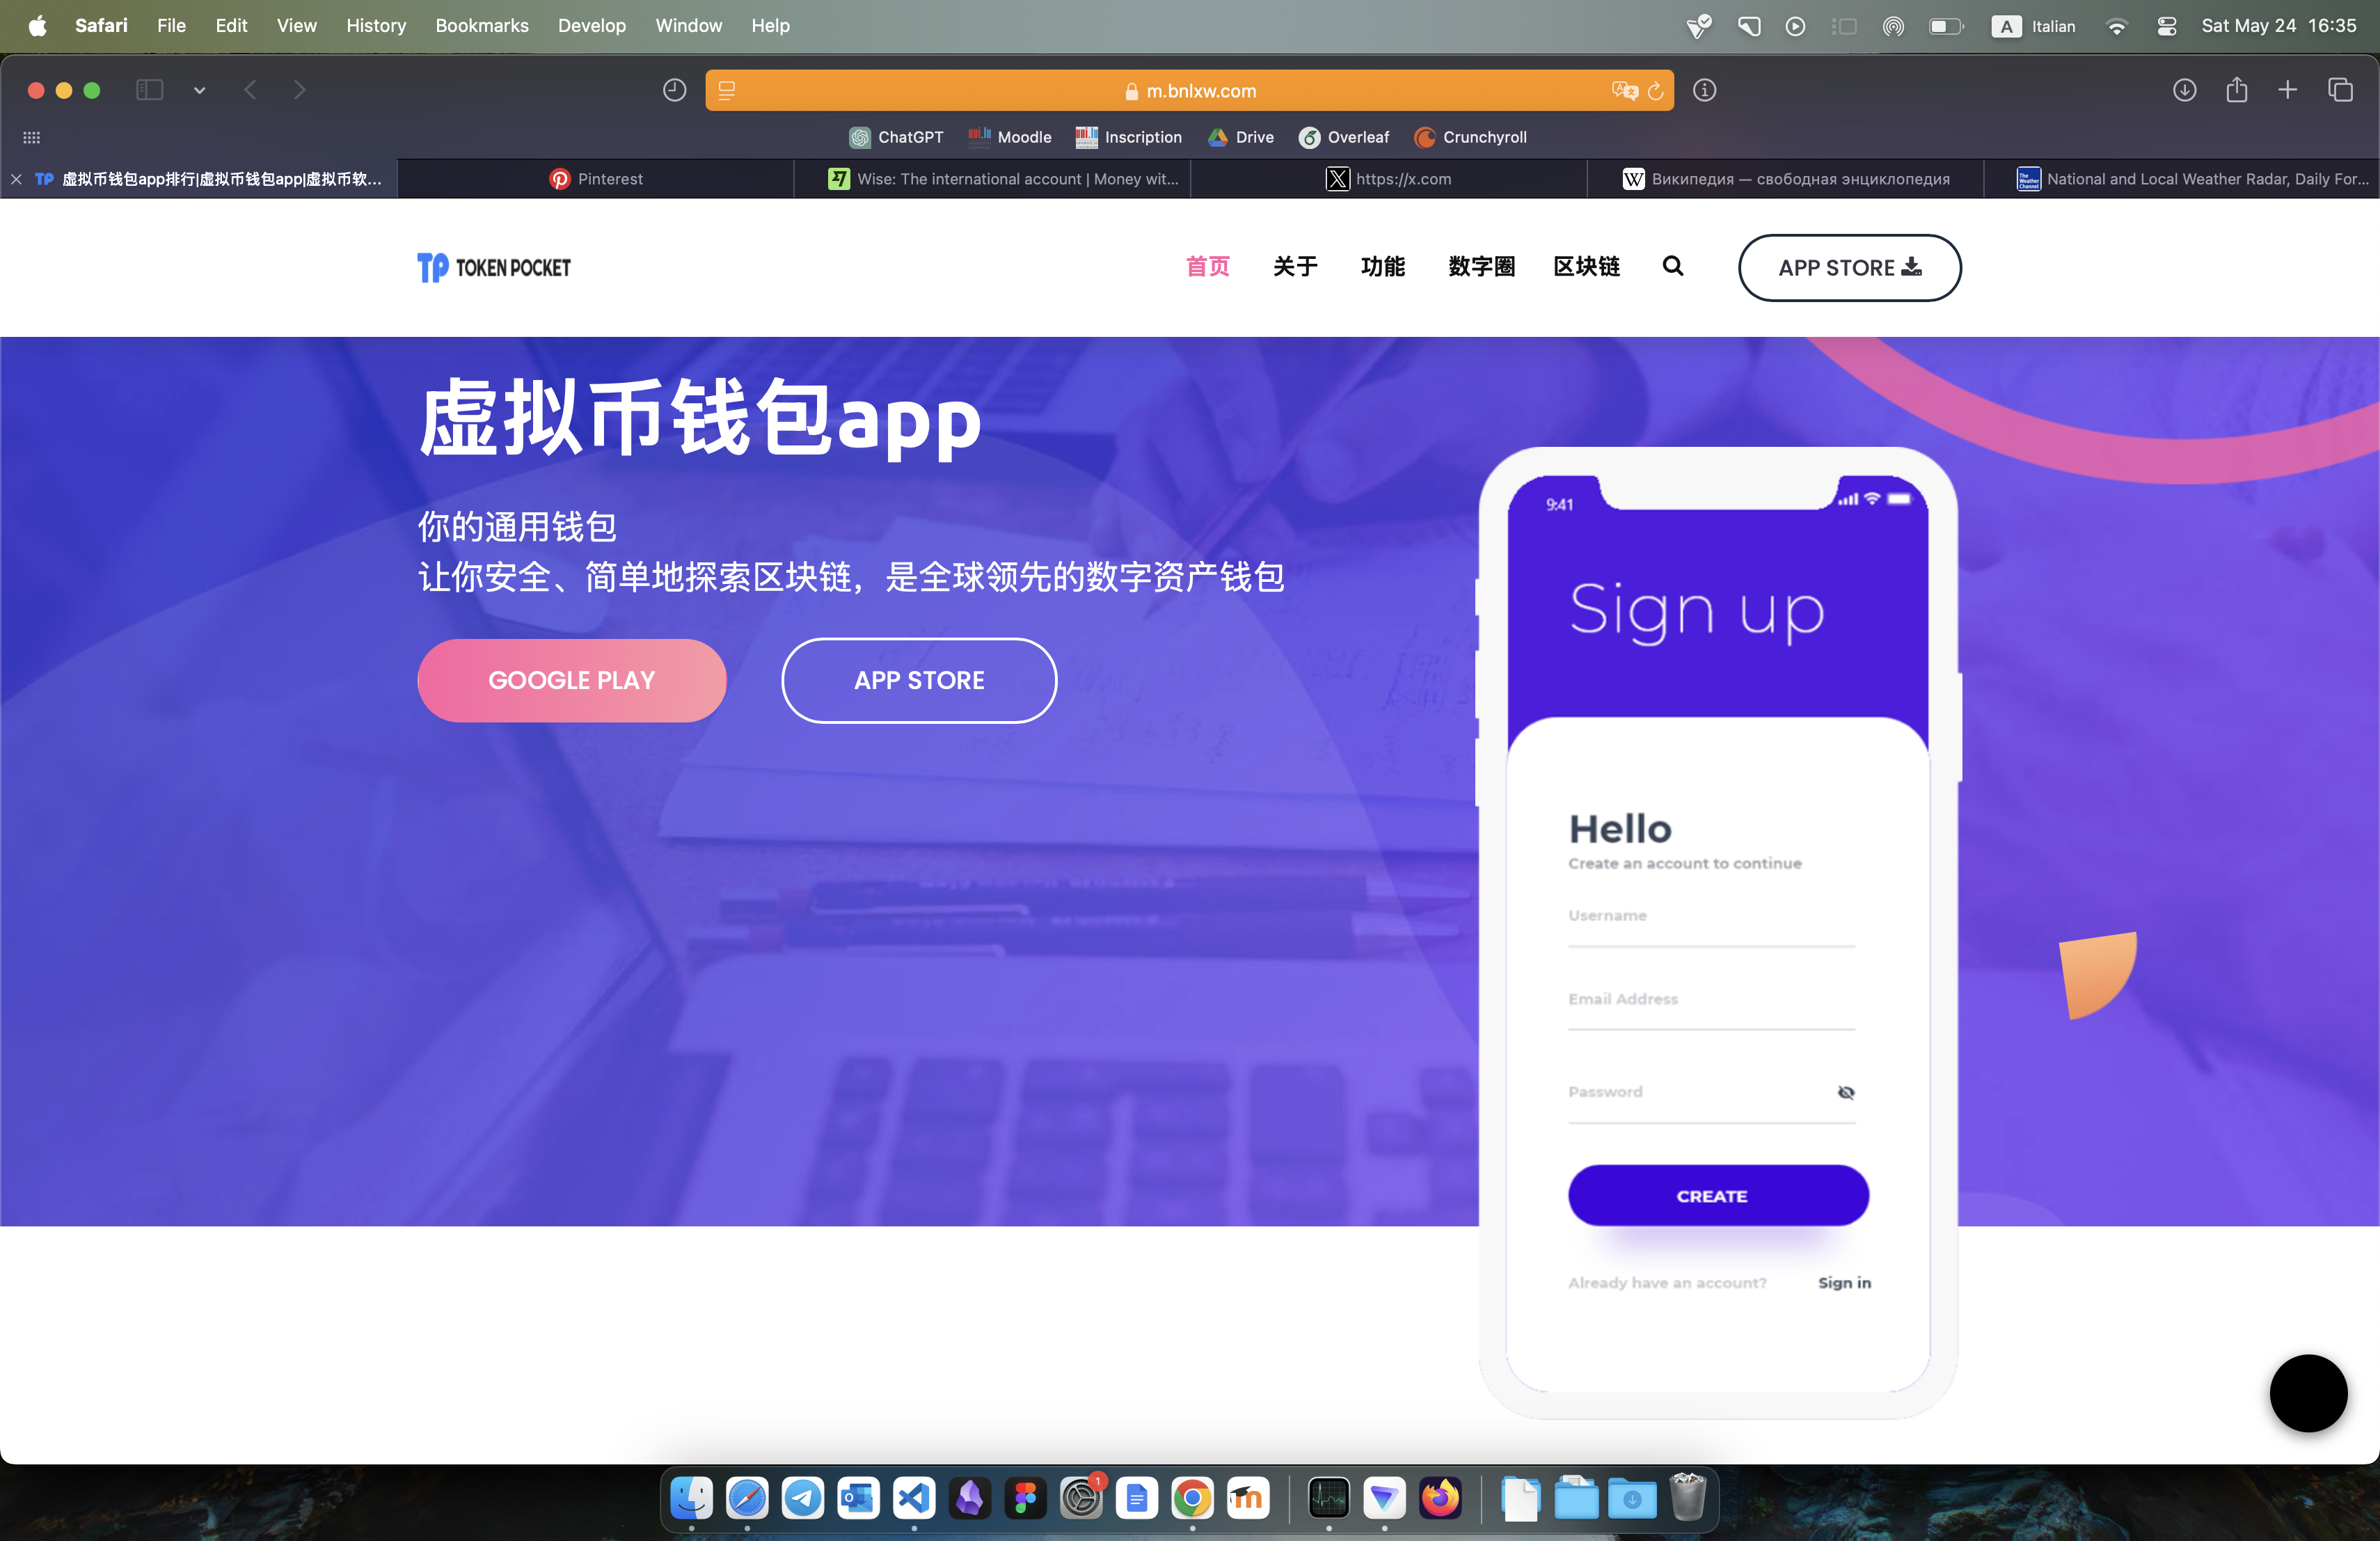 Safari File Edit View History Bookmarks Develop Window Help A Italian Sat May 24 16:35
m.bnlxw.com
ChatGPT Moodle Inscription Drive Overleaf Crunchyroll
TP 虚拟币钱包app排行|虚拟币钱包app|虚拟币软... Pinterest Wise: The international account | Money wit... https://x.com Википедия — свободная энциклопедия National and Local Weather Radar, Daily For...
TP TOKEN POCKET 首页 关于 功能 数字圈 区块链 APP STORE
虚拟币钱包app
你的通用钱包
让你安全、简单地探索区块链，是全球领先的数字资产钱包
GOOGLE PLAY APP STORE
9:41
Sign up
Hello
Create an account to continue
Username
Email Address
Password
CREATE
Already have an account? Sign in
1